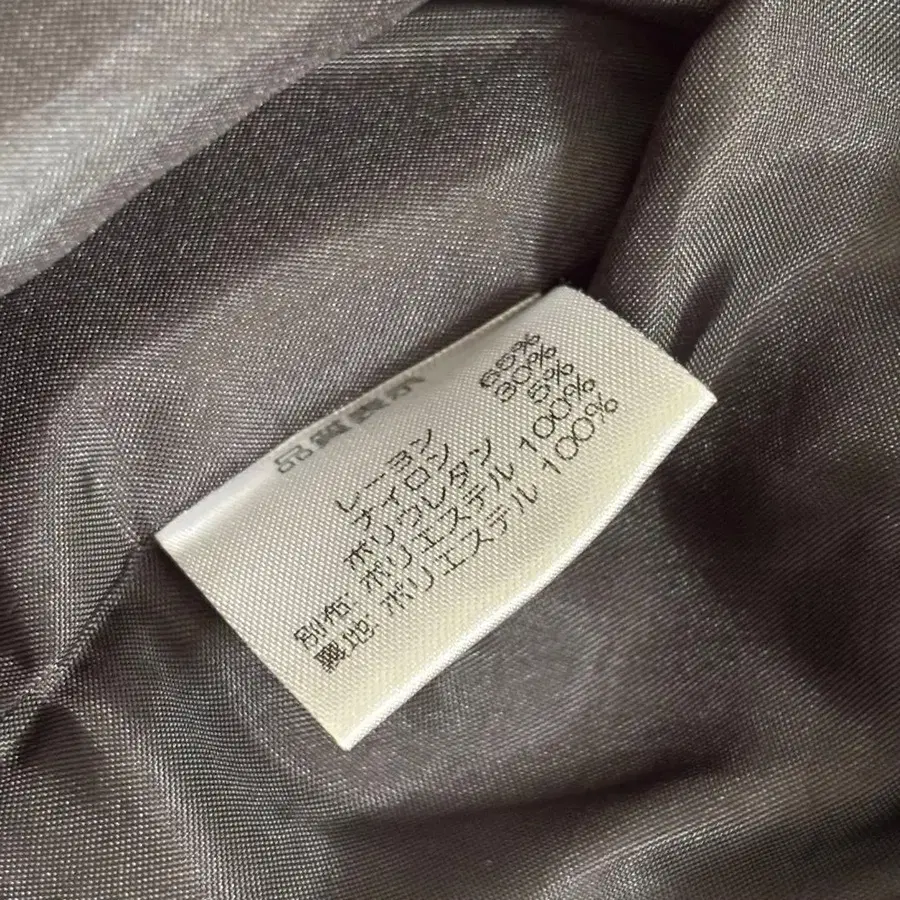 品質表示
レーヨン 65%
ナイロン 30%
ポリウレタン 5%
別布: ポリエステル 100%
裏地: ポリエステル 100%